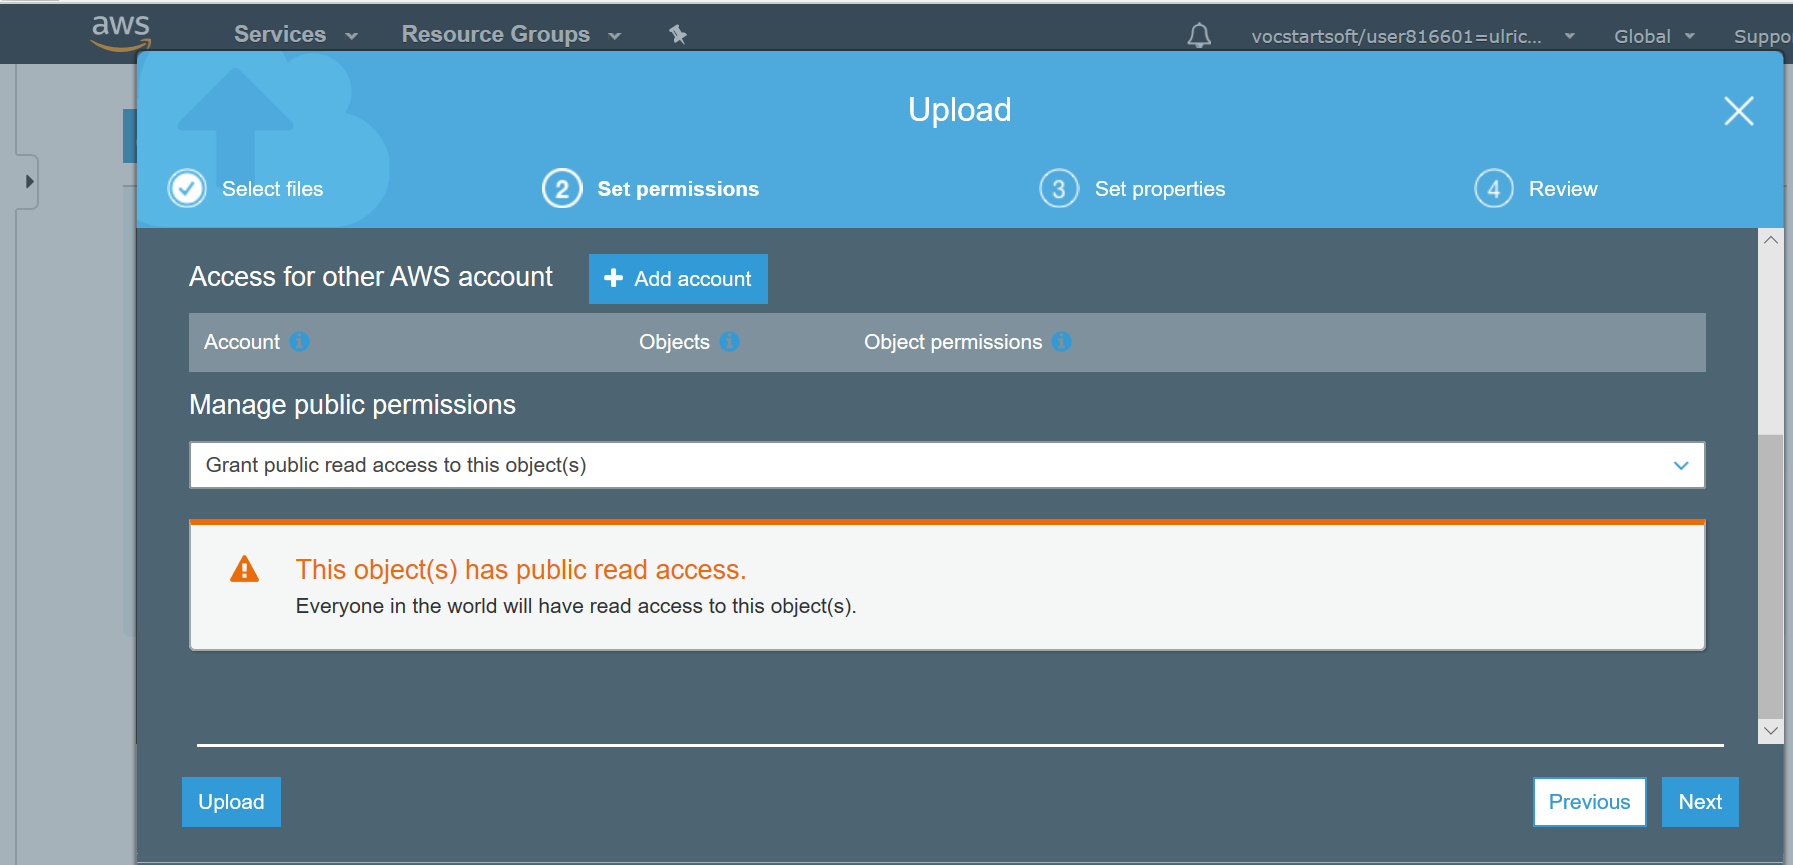 aws Services Resource Groups vocstartsoft/user816601=ulric... Global Suppo
Upload
Select files 2 Set permissions 3 Set properties 4 Review
Access for other AWS account + Add account
Account Objects Object permissions
Manage public permissions
Grant public read access to this object(s)
This object(s) has public read access.
Everyone in the world will have read access to this object(s).
Upload Previous Next